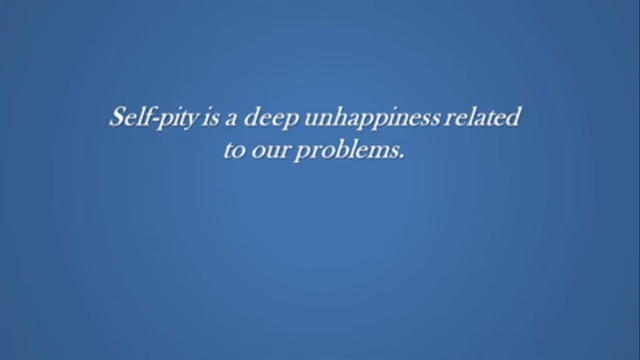 Self-pity is a deep unhappiness related
to our problems.